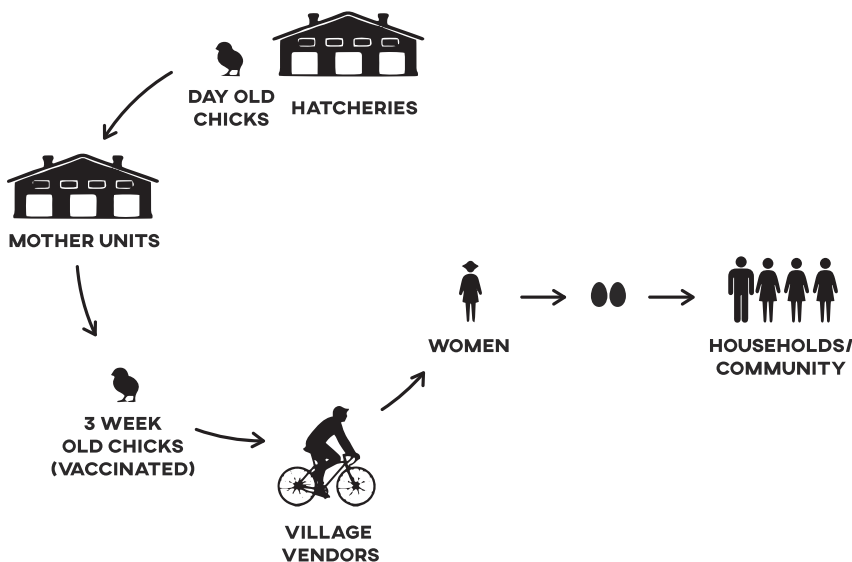 DAY OLD
CHICKS
HATCHERIES
MOTHER UNITS
3 WEEK
OLD CHICKS
(VACCINATED)
VILLAGE
VENDORS
WOMEN
HOUSEHOLDS/
COMMUNITY